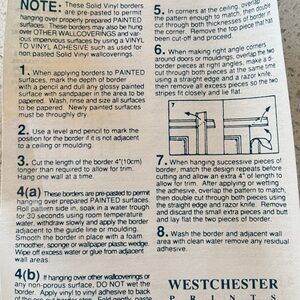 NOTE: These Solid Vinyl borders
are pre-pasted to permit
hanging over properly prepared PAINTED
surfaces. These borders may also be hung
over OTHER WALLCOVERINGS and var-
ious impervious surfaces by using a VINYL
TO VINYL ADHESIVE such as used for
non pasted Solid Vinyl Wallcoverings.
1. When applying borders to PAINTED
surfaces, mark the depth of border
with a pencil and dull any glossy painted
surface with sandpaper in the area to be
papered. Wash, rinse and size all surfaces
to be papered. Newly painted surfaces
must be thoroughly dry.
2. Use a level and pencil to mark the
position for the border if it is not adjacent
to a ceiling or moulding.
3. Cut the length of the border 4" (10cm)
longer than required to allow for trim.
Hang one wall at a time.
4(a) These borders are pre-pasted to permit
hanging over prepared PAINTED surfaces.
Roll pattern side in, soak in a water trough
for 30 seconds using room temperature
water, withdraw slowly and apply the border
adjacent to the guide line or moulding.
Smooth the border in place with a foam
smoother, sponge or wallpaper plastic wedge.
Wipe off excess water or glue from adjacent
wall areas.
4(b) If hanging over other wallcoverings or
any non-porous surface, DO NOT wet the
border. Apply vinyl to vinyl adhesive to back
5. In corners at the ceiling, overlap
the pattern enough to match, then double
cut through both thicknesses of border in
the corner. Remove the top piece that has
been cut off and proceed.
6. When making right angle corners
around doors or mouldings, overlap the two
border pieces at right angles, make a di-
cut through both pieces at the same time
using a straight edge and a razor knife,
then remove all excess pieces so the two
stripes fit closely and lie flat.
7
7. When hanging successive pieces of
border, match the design repeats before
cutting and allow an extra 4" of length to
allow for trim. After applying or wetting
the adhesive, overlap the pattern to match,
then double cut through both pieces using
the straight edge and razor knife. Remove
and discard the small extra pieces and butt
and lay flat the two pieces of border.
8. Wash the border and adjacent wall
area with clean water removing any residual
adhesive.
WESTCHESTER
PRINTS